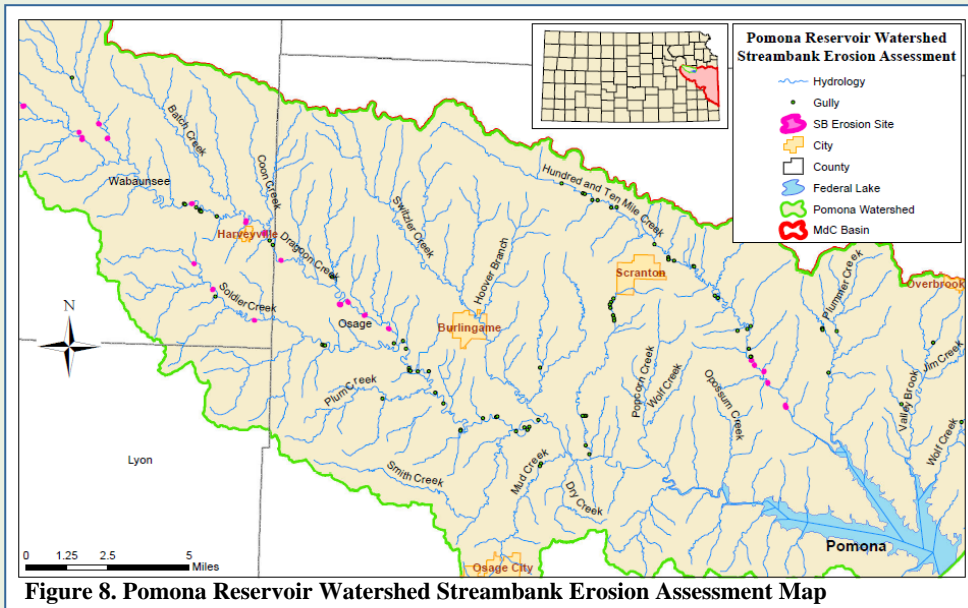 Pomona Reservoir Watershed
Streambank Erosion Assessment
Hydrology
Gully
SB Erosion Site
City
County
Federal Lake
Pomona Watershed
MdC Basin
Batch Creek
Coon Creek
Wabaunsee
Harveyville
Dragoon Creek
Switzler Creek
Hoover Branch
Hundred and Ten Mile Creek
Scranton
Plummer Creek
Overbrook
Soldier Creek
Osage
Burlingame
N
Plum Creek
Popcorn Creek
Wolf Creek
Opossum Creek
Jim Creek
Valley Brook
Wolf Creek
Lyon
Smith Creek
Mud Creek
Dry Creek
Pomona
Osage City
0 1.25 2.5 5
Miles
Figure 8. Pomona Reservoir Watershed Streambank Erosion Assessment Map